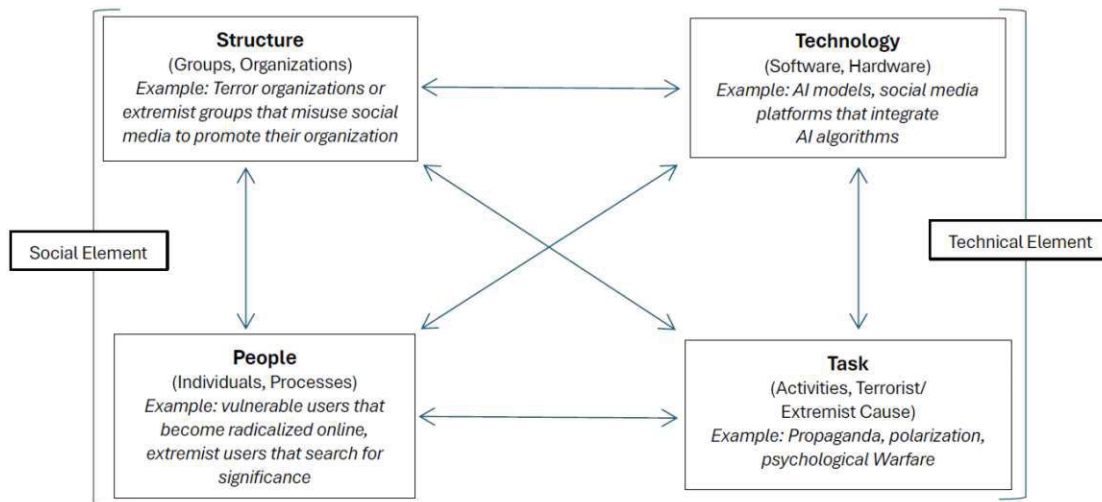 Structure
(Groups, Organizations)
Example: Terror organizations or
extremist groups that misuse social
media to promote their organization
Technology
(Software, Hardware)
Example: AI models, social media
platforms that integrate
AI algorithms
Social Element
Technical Element
People
(Individuals, Processes)
Example: vulnerable users that
become radicalized online,
extremist users that search for
significance
Task
(Activities, Terrorist/
Extremist Cause)
Example: Propaganda, polarization,
psychological Warfare